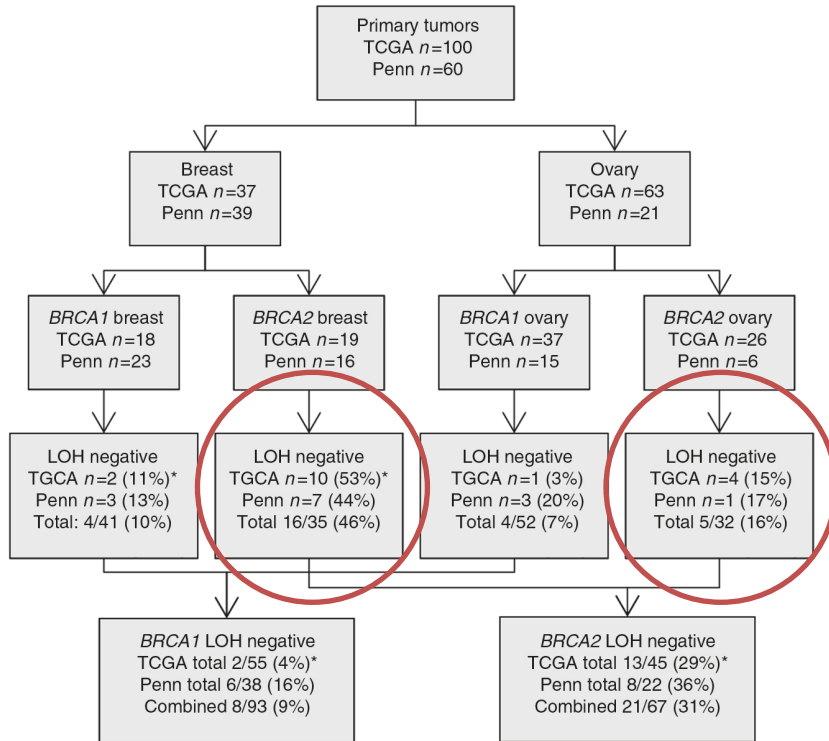 Primary tumors
TCGA n=100
Penn n=60
Breast
TCGA n=37
Penn n=39
Ovary
TCGA n=63
Penn n=21
BRCA1 breast
TCGA n=18
Penn n=23
BRCA2 breast
TCGA n=19
Penn n=16
BRCA1 ovary
TCGA n=37
Penn n=15
BRCA2 ovary
TCGA n=26
Penn n=6
LOH negative
TGCA n=2 (11%)*
Penn n=3 (13%)
Total: 4/41 (10%)
LOH negative
TGCA n=10 (53%)*
Penn n=7 (44%)
Total 16/35 (46%)
LOH negative
TGCA n=1 (3%)
Penn n=3 (20%)
Total 4/52 (7%)
LOH negative
TGCA n=4 (15%)
Penn n=1 (17%)
Total 5/32 (16%)
BRCA1 LOH negative
TCGA total 2/55 (4%)*
Penn total 6/38 (16%)
Combined 8/93 (9%)
BRCA2 LOH negative
TCGA total 13/45 (29%)*
Penn total 8/22 (36%)
Combined 21/67 (31%)